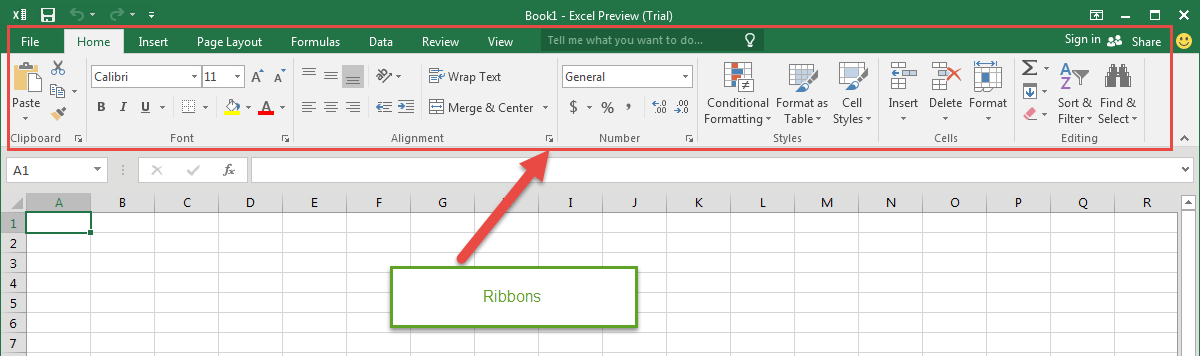 Book1 - Excel Preview (Trial)
File Home Insert Page Layout Formulas Data Review View Tell me what you want to do... Sign in Share
Calibri 11 Wrap Text General
Paste B I U Merge & Center $ % , .0 .00 Conditional Formatting Format as Table Cell Styles Insert Delete Format Sort & Filter Find & Select
Clipboard Font Alignment Number Styles Cells Editing
A1 fx
A B C D E F G I J K L M N O P Q R
1
2
3
4
Ribbons
5
6
7